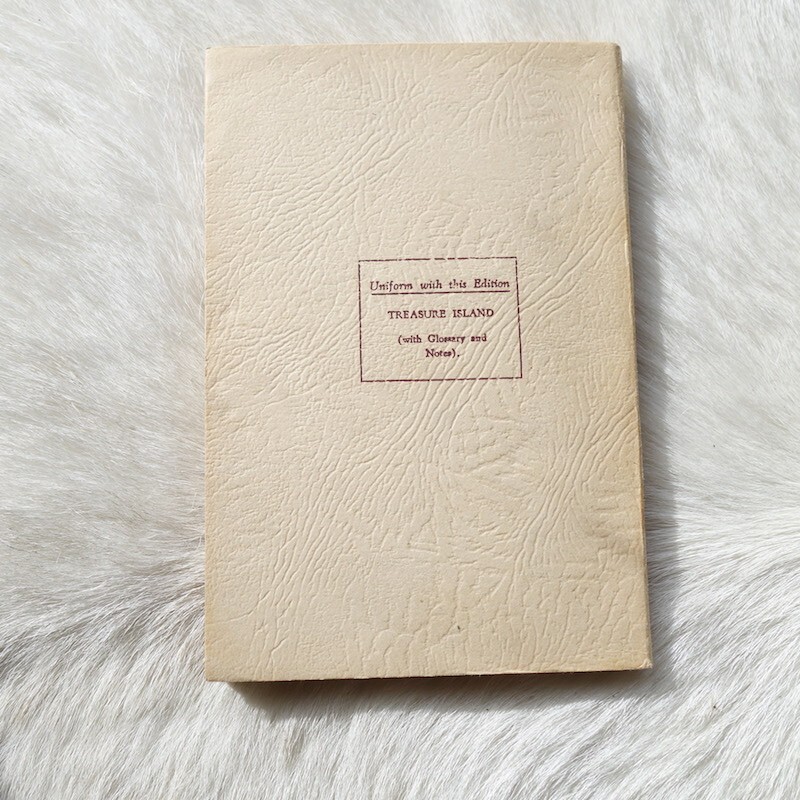 Uniform with this Edition
TREASURE ISLAND
(with Glossary and
Notes).